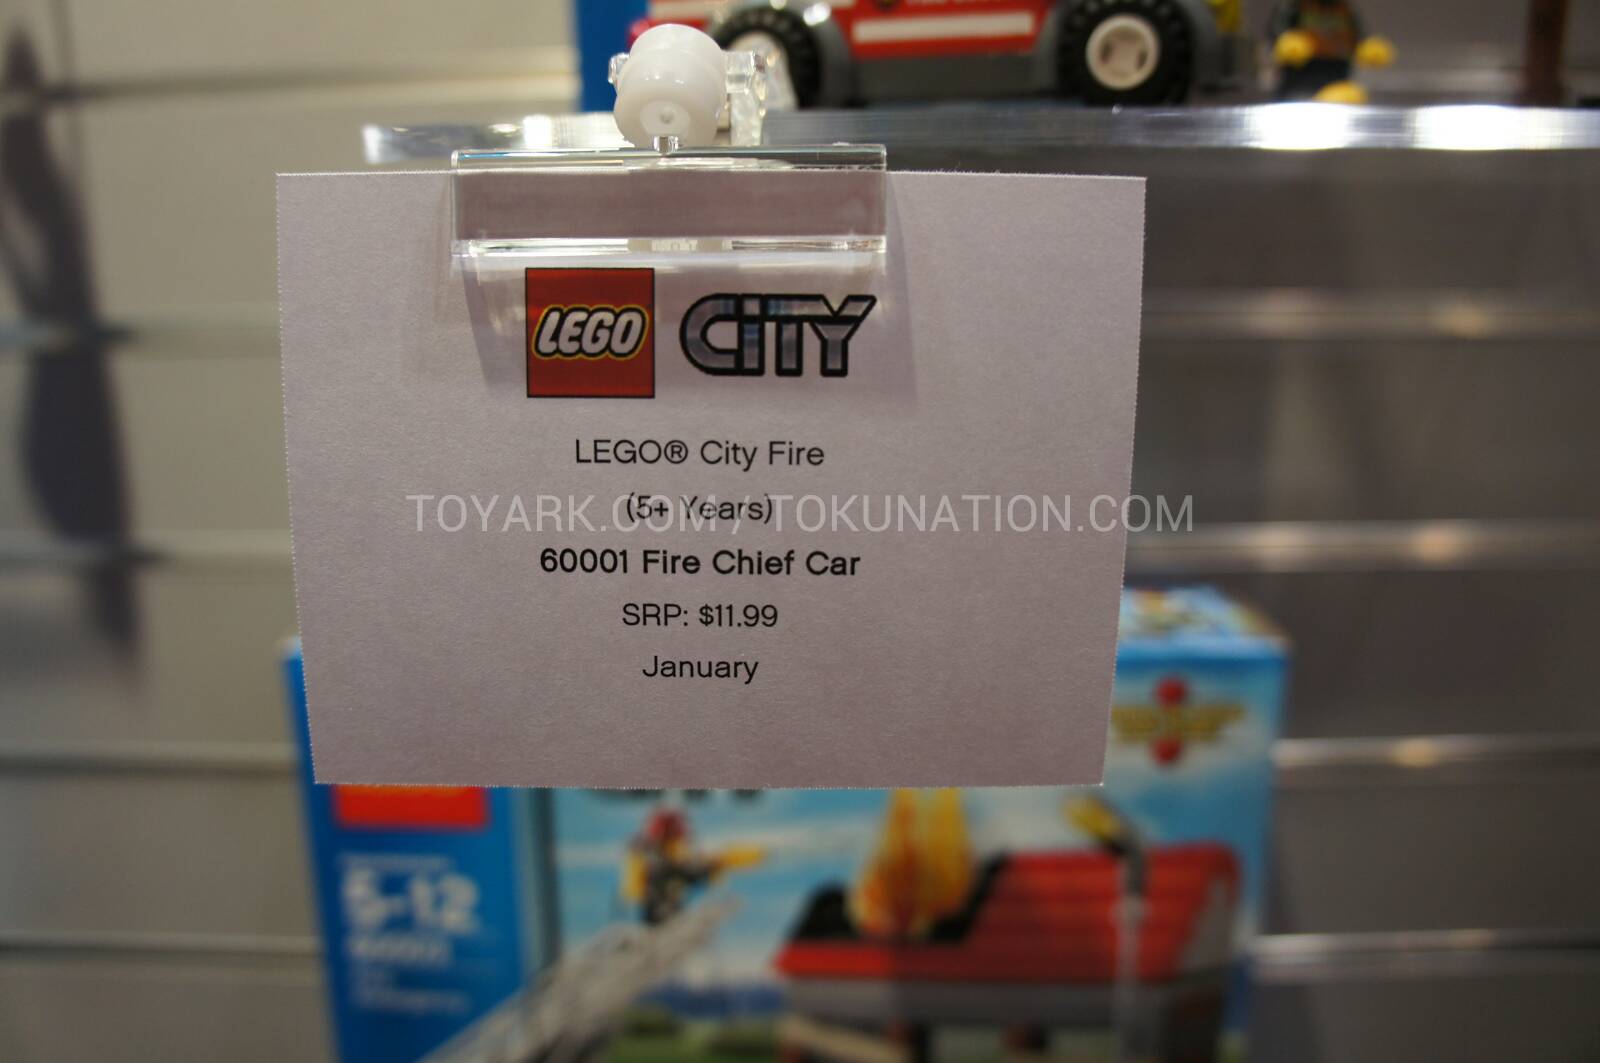 LEGO CITY
LEGO® City Fire
(5+ Years)
TOYARK.COM / TOKUNATION.COM
60001 Fire Chief Car
SRP: $11.99
January
5-12